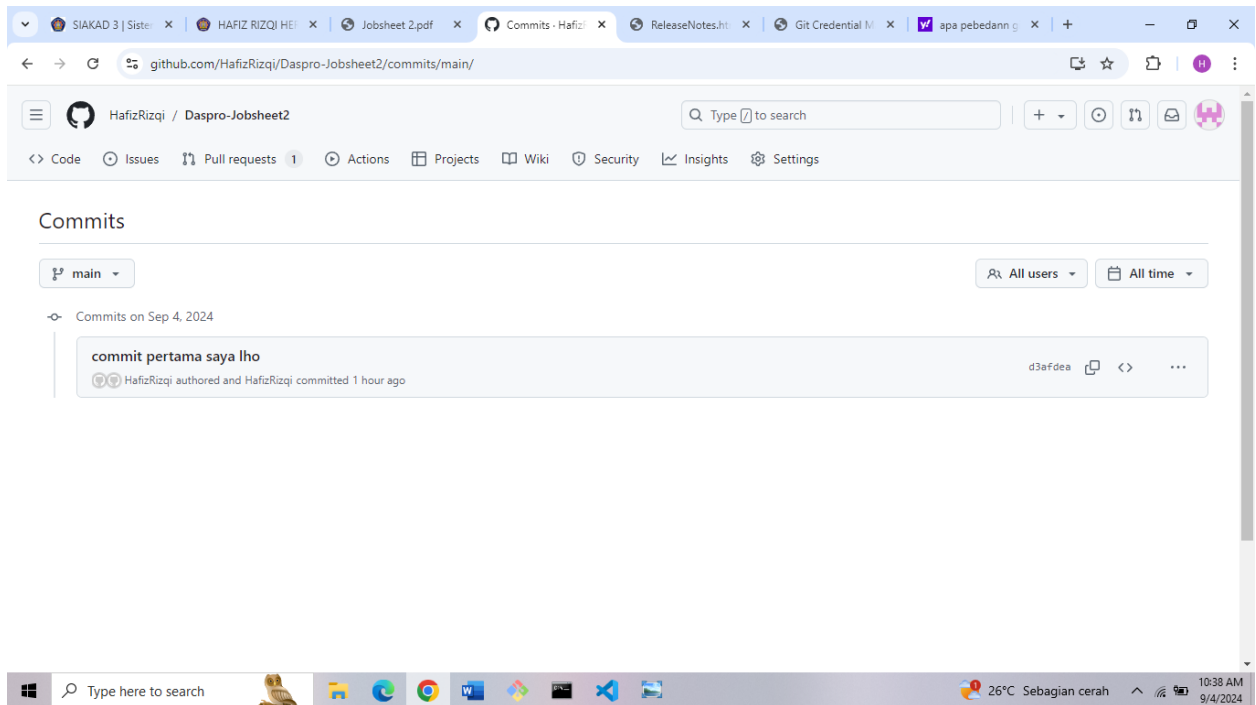 SIAKAD 3 | Siste
HAFIZ RIZQI HER
Jobsheet 2.pdf
Commits · Hafiz
ReleaseNotes.ht
Git Credential M
apa pebedann g
github.com/HafizRizqi/Daspro-Jobsheet2/commits/main/
H
HafizRizqi / Daspro-Jobsheet2
Type / to search
Code
Issues
Pull requests 1
Actions
Projects
Wiki
Security
Insights
Settings
Commits
main
All users
All time
Commits on Sep 4, 2024
commit pertama saya lho
HafizRizqi authored and HafizRizqi committed 1 hour ago
d3afdea
Type here to search
26°C Sebagian cerah
10:38 AM
9/4/2024